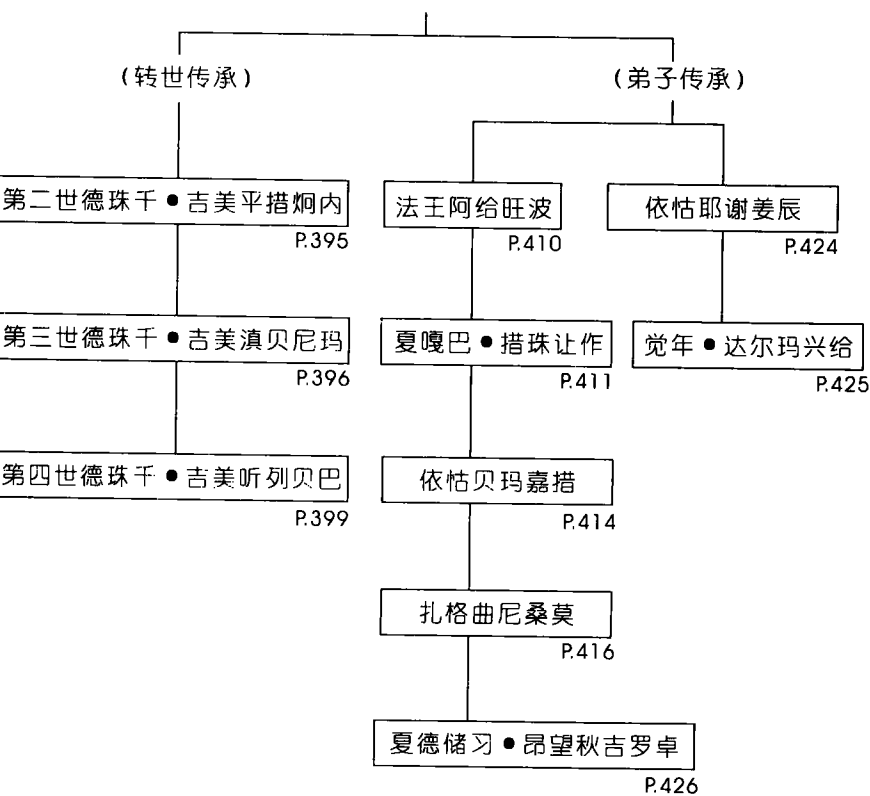 (转世传承)
(弟子传承)
第二世德珠千●吉美平措炯内
P.395
法王阿给旺波
P.410
依怙耶谢姜辰
P.424
第三世德珠千●吉美滇贝尼玛
P.396
夏嘎巴●措珠让作
P.411
觉年●达尔玛兴给
P.425
第四世德珠千●吉美听列贝巴
P.399
依怙贝玛嘉措
P.414
扎格曲尼桑莫
P.416
夏德储习●昂望秋吉罗卓
P.426